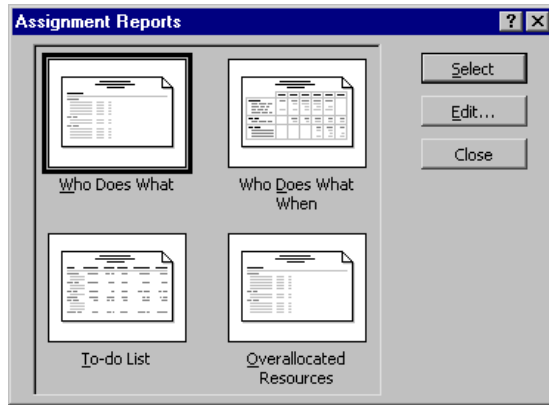 Assignment Reports
Select
Edit...
Close
Who Does What
Who Does What
When
To-do List
Overallocated
Resources